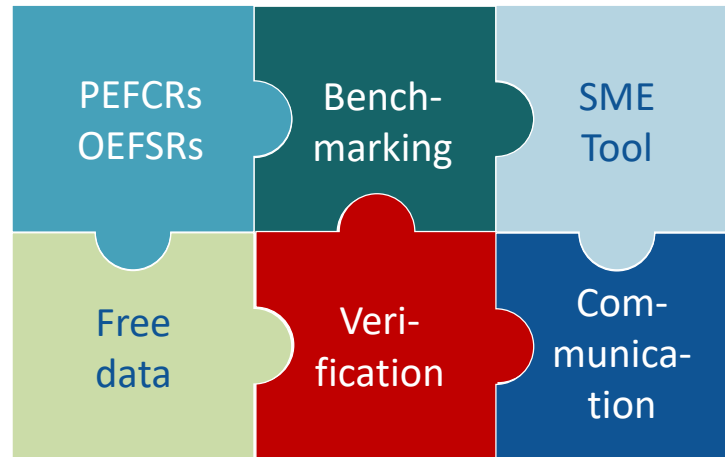 PEFCRs
OEFSRs
Bench-
marking
SME
Tool
Free
data
Veri-
fication
Com-
munica-
tion